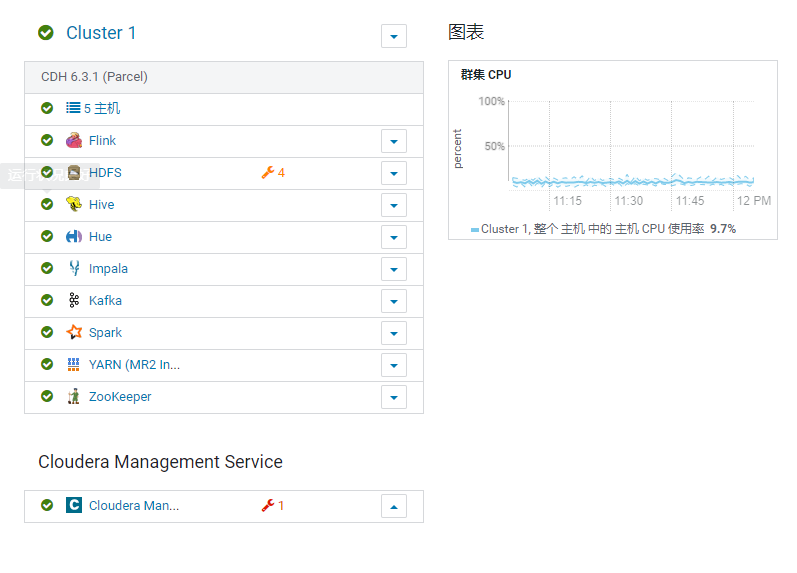 Cluster 1
CDH 6.3.1 (Parcel)
5 主机
Flink
HDFS 4
Hive
Hue
Impala
Kafka
Spark
YARN (MR2 In...
ZooKeeper
Cloudera Management Service
Cloudera Man... 1
图表
群集 CPU
percent
100%
50%
11:15 11:30 11:45 12 PM
Cluster 1, 整个 主机 中的 主机 CPU 使用率 9.7%